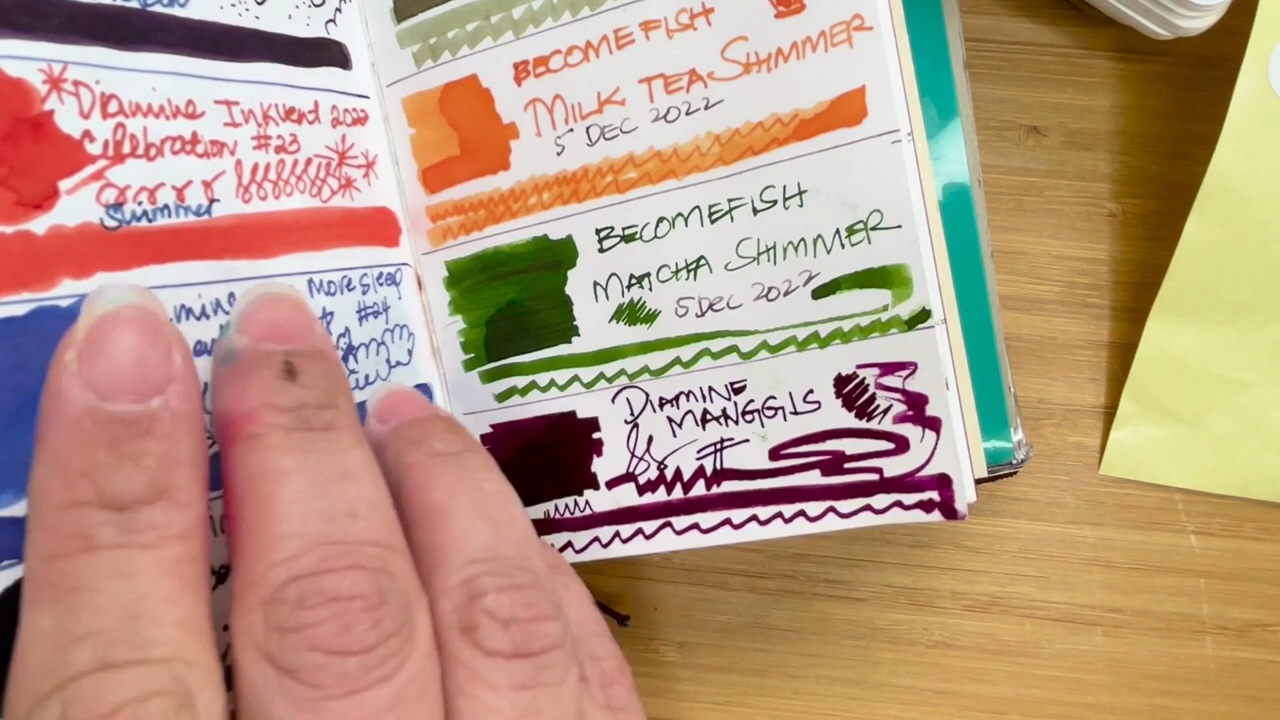 Diamine Inkvent 2022
Celebration #23
Shimmer
More sleep
#24
BECOMEFISH
MILK TEA SHIMMER
5 DEC 2022
BECOMEFISH
MATCHA SHIMMER
5 DEC 2022
DIAMINE
MANGGIS